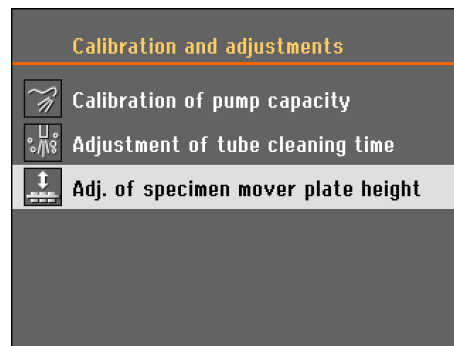 Calibration and adjustments
Calibration of pump capacity
Adjustment of tube cleaning time
Adj. of specimen mover plate height